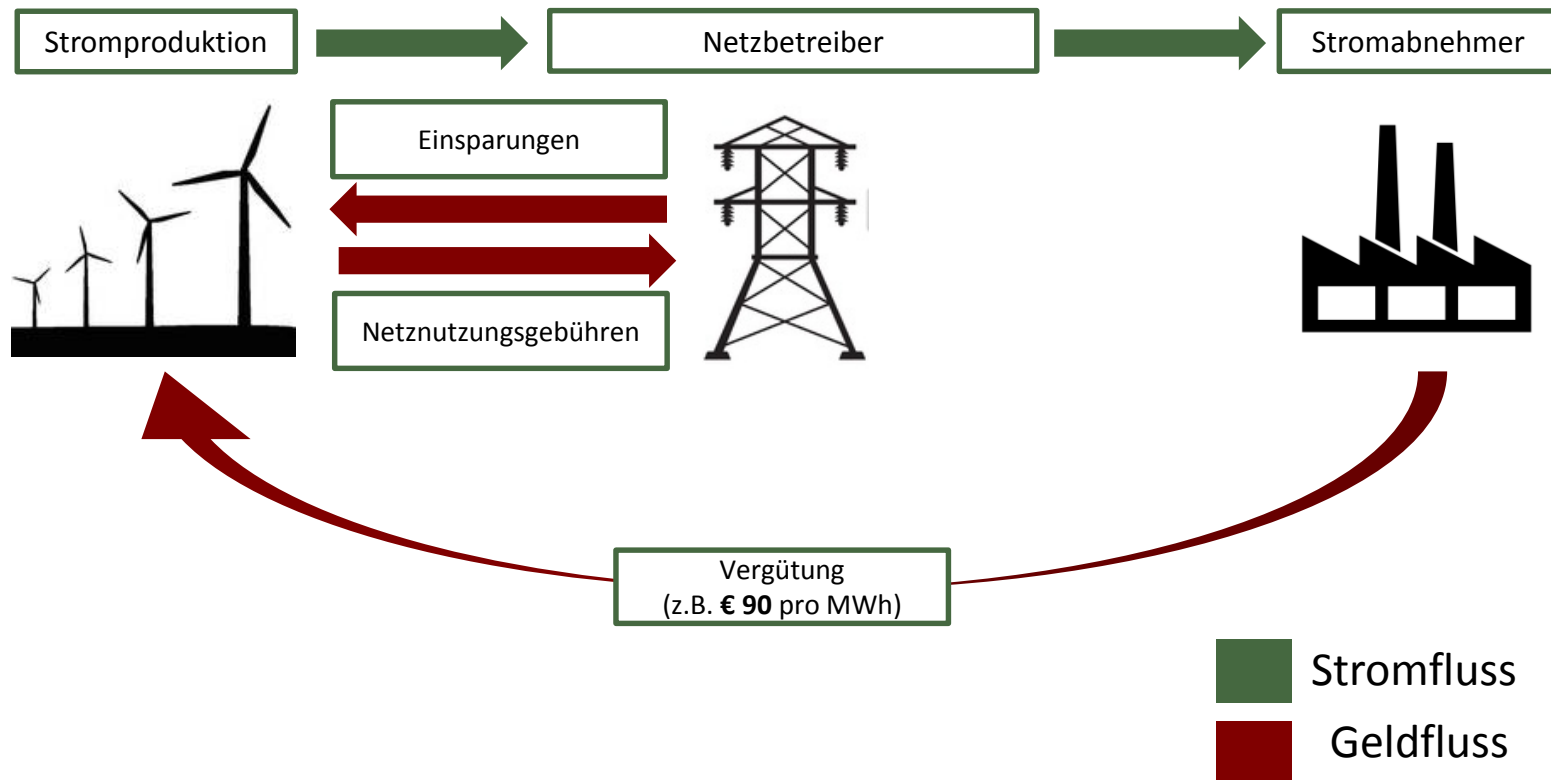 Stromproduktion
Netzbetreiber
Stromabnehmer
Einsparungen
Netznutzungsgebühren
Vergütung
(z.B. € 90 pro MWh)
Stromfluss
Geldfluss